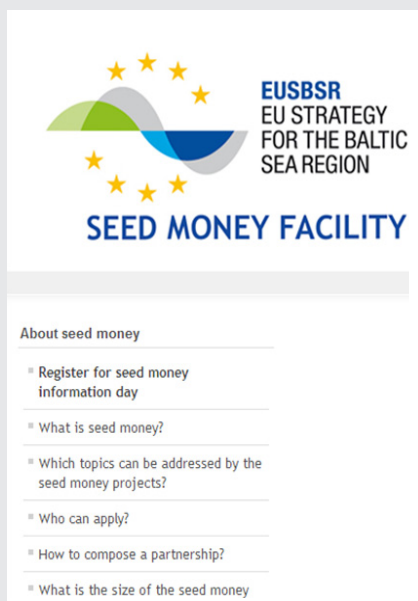 EUSBSR
EU STRATEGY
FOR THE BALTIC
SEA REGION
SEED MONEY FACILITY
About seed money
Register for seed money
information day
What is seed money?
Which topics can be addressed by the
seed money projects?
Who can apply?
How to compose a partnership?
What is the size of the seed money